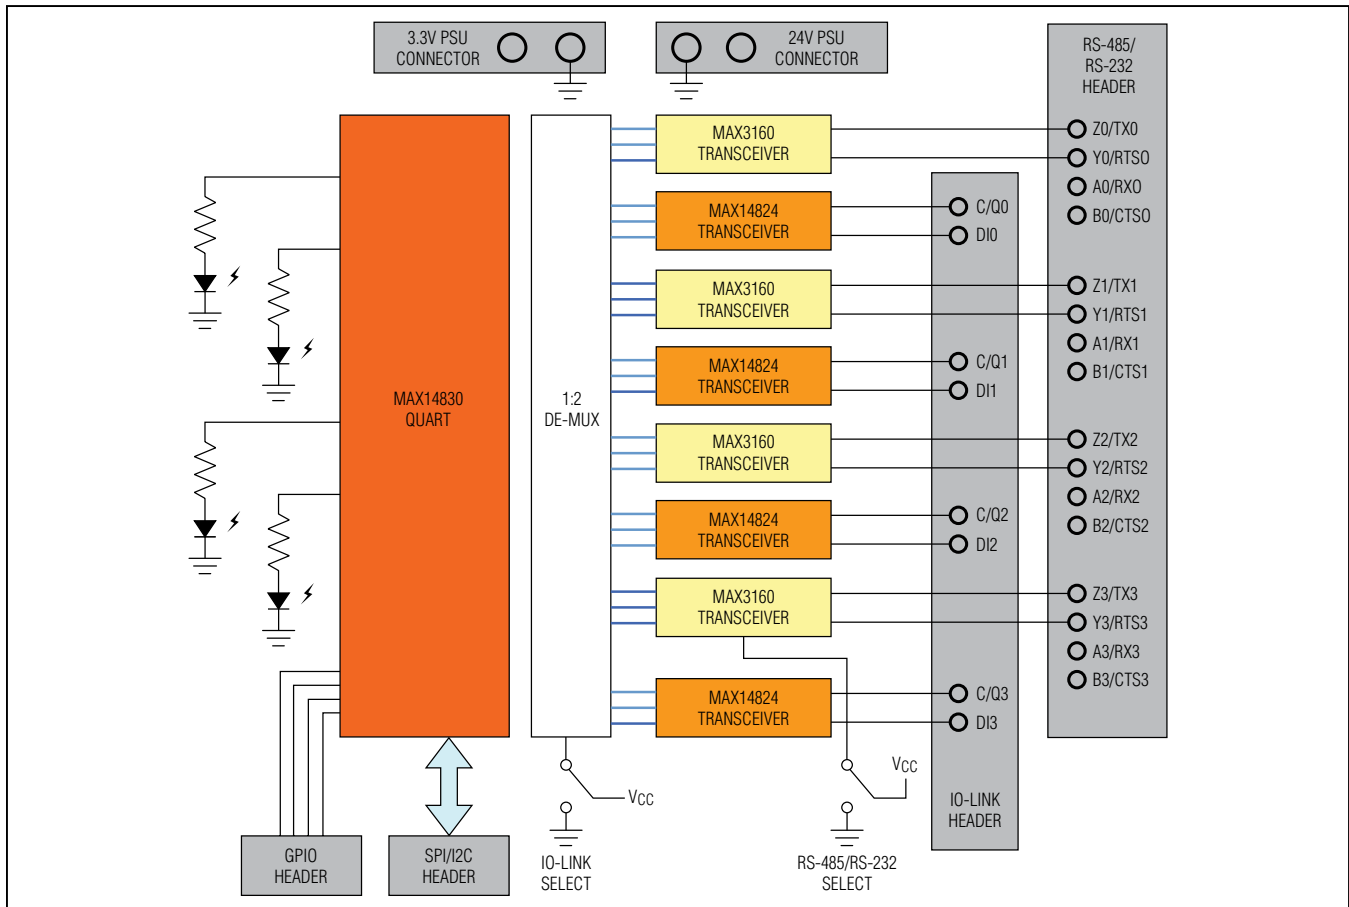 3.3V PSU
CONNECTOR
24V PSU
CONNECTOR
RS-485/
RS-232
HEADER
MAX14830
QUART
1:2
DE-MUX
MAX3160
TRANSCEIVER
MAX14824
TRANSCEIVER
MAX3160
TRANSCEIVER
MAX14824
TRANSCEIVER
MAX3160
TRANSCEIVER
MAX14824
TRANSCEIVER
MAX3160
TRANSCEIVER
MAX14824
TRANSCEIVER
C/Q0
DI0
C/Q1
DI1
C/Q2
DI2
C/Q3
DI3
IO-LINK
HEADER
Z0/TX0
Y0/RTSO
A0/RXO
B0/CTSO
Z1/TX1
Y1/RTS1
A1/RX1
B1/CTS1
Z2/TX2
Y2/RTS2
A2/RX2
B2/CTS2
Z3/TX3
Y3/RTS3
A3/RX3
B3/CTS3
VCC
VCC
GPIO
HEADER
SPI/I2C
HEADER
IO-LINK
SELECT
RS-485/RS-232
SELECT